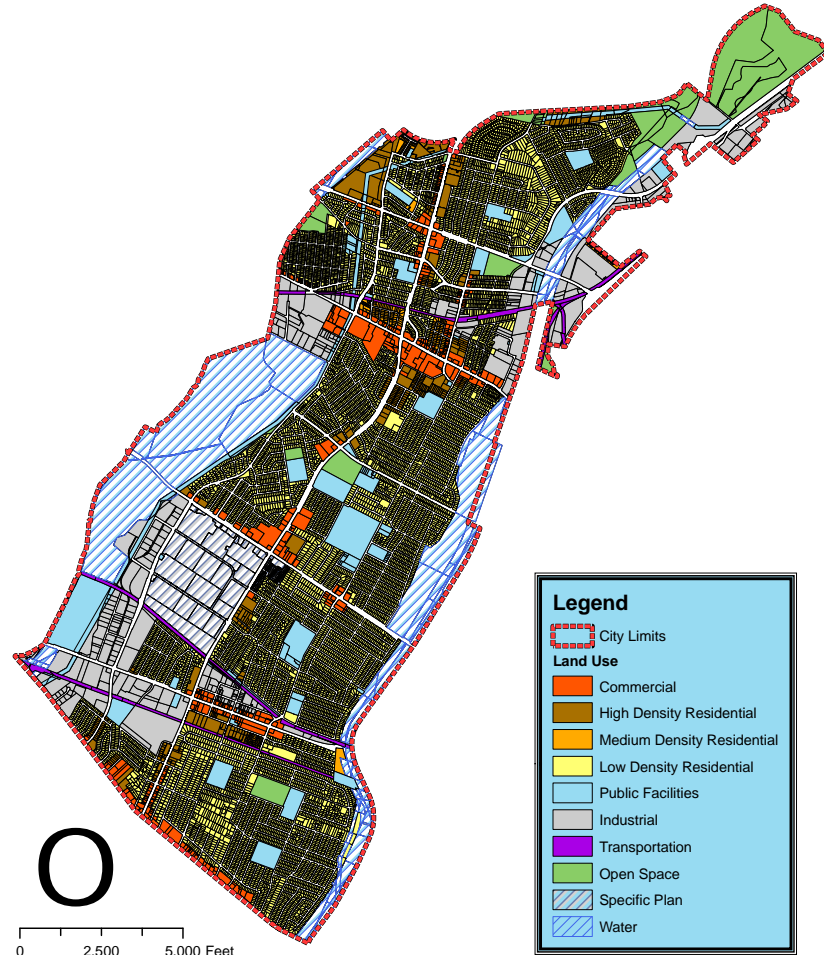 Legend
City Limits
Land Use
Commercial
High Density Residential
Medium Density Residential
Low Density Residential
Public Facilities
Industrial
Transportation
Open Space
Specific Plan
Water
O
0 2,500 5,000 Feet